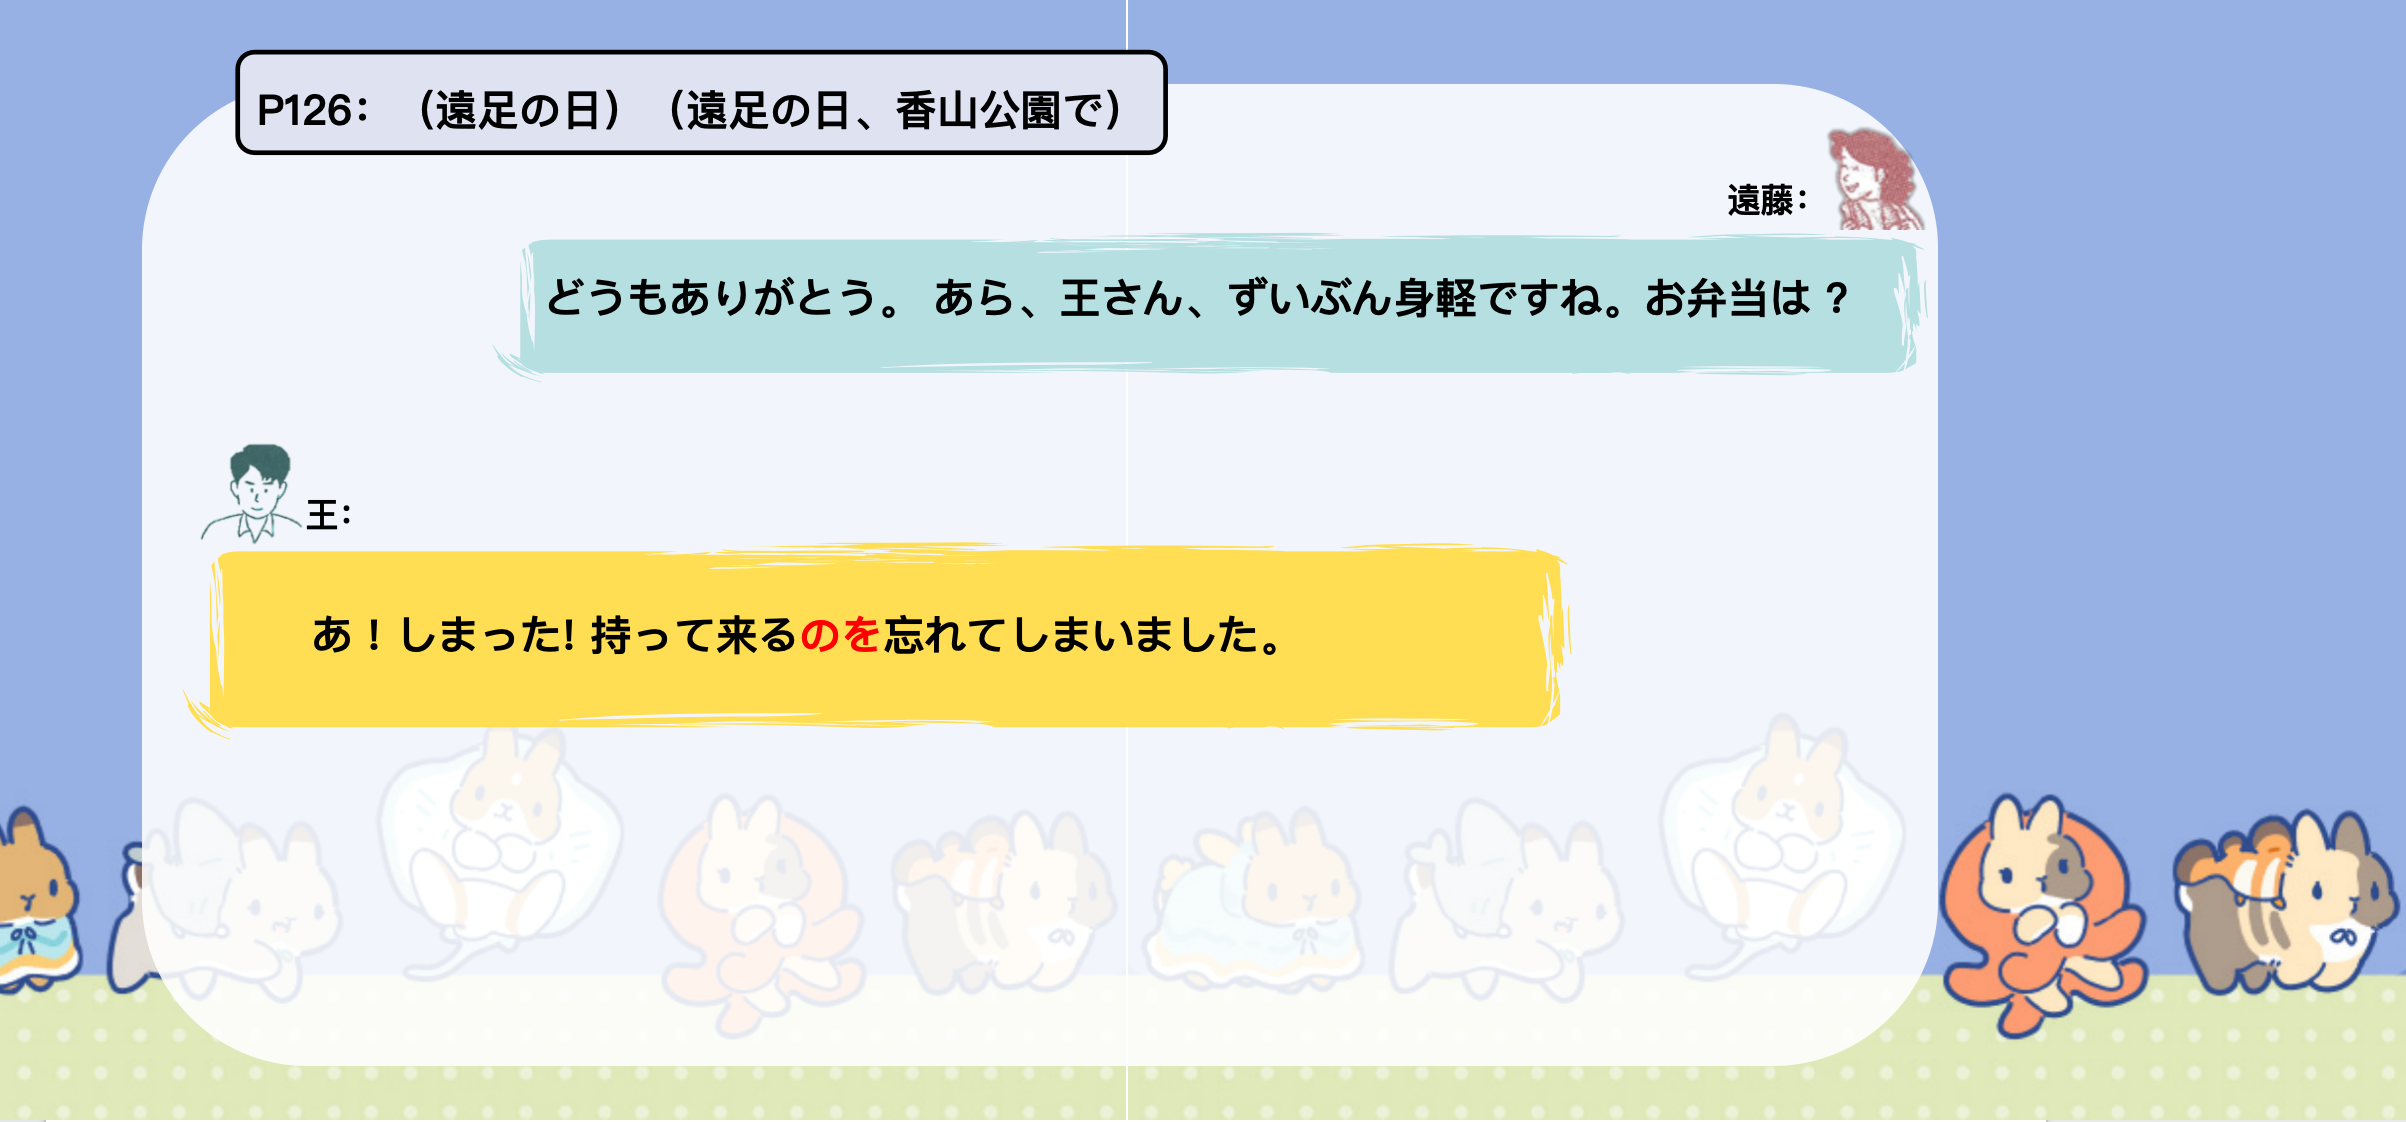 P126：（遠足の日）（遠足の日、香山公園で）
遠藤：
どうもありがとう。 あら、王さん、ずいぶん身軽ですね。お弁当は？
王：
あ！しまった! 持って来るのを忘れてしまいました。